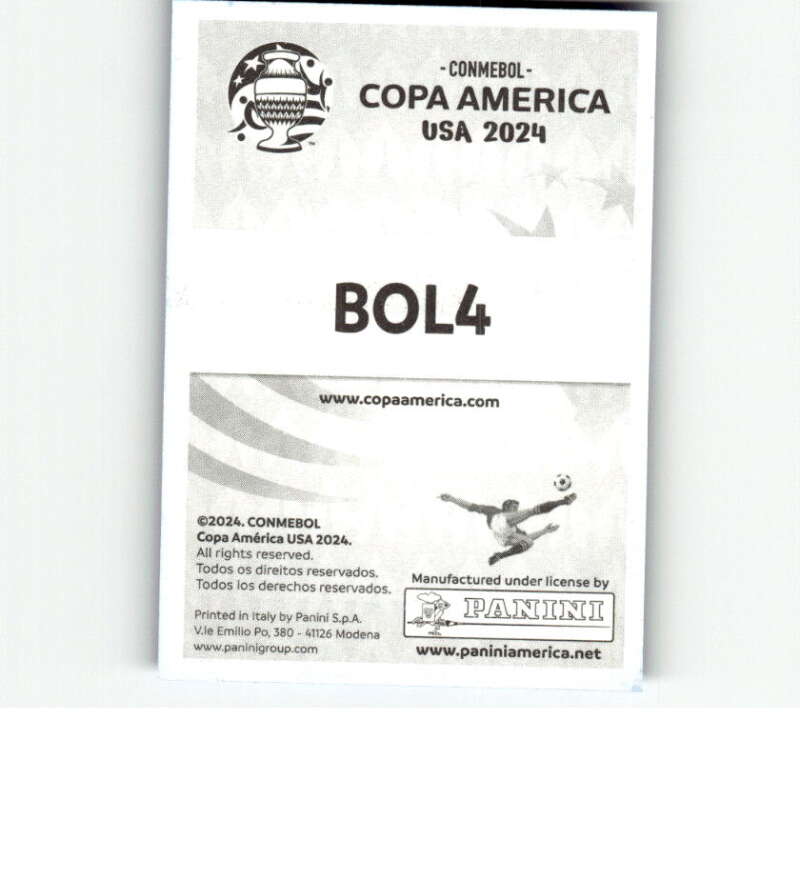 - CONMEBOL -
COPA AMERICA
USA 2024
TM
BOL4
www.copaamerica.com
©2024. CONMEBOL
Copa América USA 2024.
All rights reserved.
Todos os direitos reservados.
Todos los derechos reservados.
Printed in Italy by Panini S.p.A.
V.le Emilio Po, 380 - 41126 Modena
www.paninigroup.com
Manufactured under license by
PANINI
www.paniniamerica.net